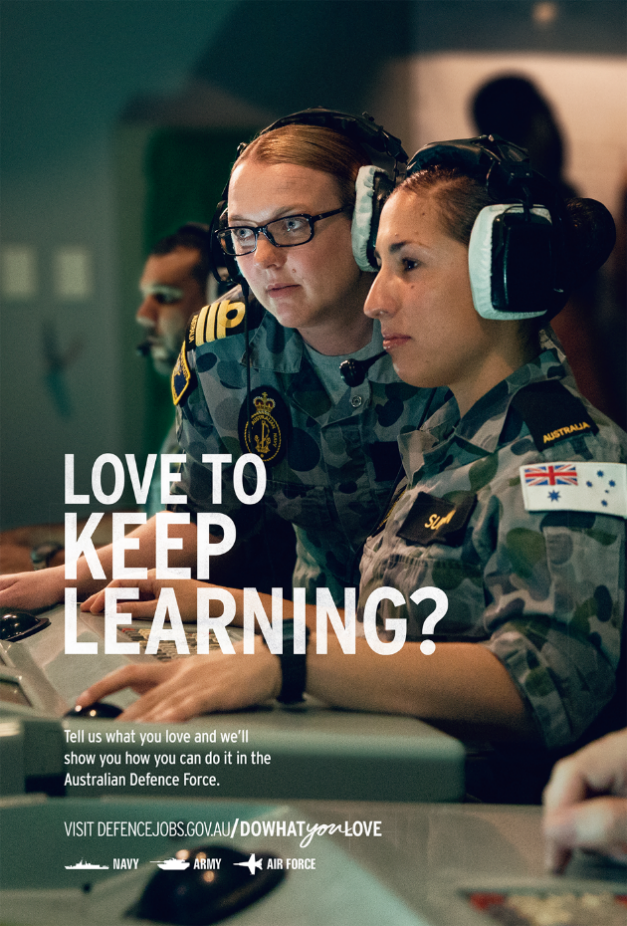 AUSTRALIA
LOVE TO
KEEP
LEARNING?
Tell us what you love and we'll
show you how you can do it in the
Australian Defence Force.
VISIT DEFENCEJOBS.GOV.AU/DOWHATyouLOVE
NAVY ARMY AIR FORCE